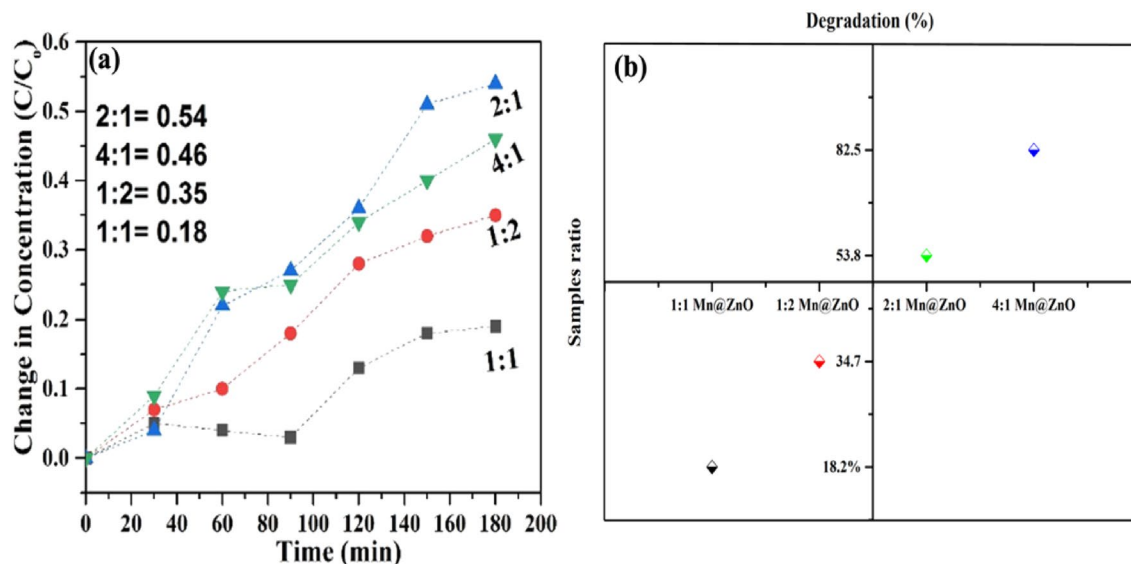 (a)
Change in Concentration (C/Co)
0.6
0.5
0.4
0.3
0.2
0.1
0.0
2:1= 0.54
4:1= 0.46
1:2= 0.35
1:1= 0.18
2:1
4:1
1:2
1:1
0 20 40 60 80 100 120 140 160 180 200
Time (min)
Degradation (%)
(b)
Samples ratio
82.5
53.8
1:1 Mn@ZnO 1:2 Mn@ZnO 2:1 Mn@ZnO 4:1 Mn@ZnO
34.7
18.2%